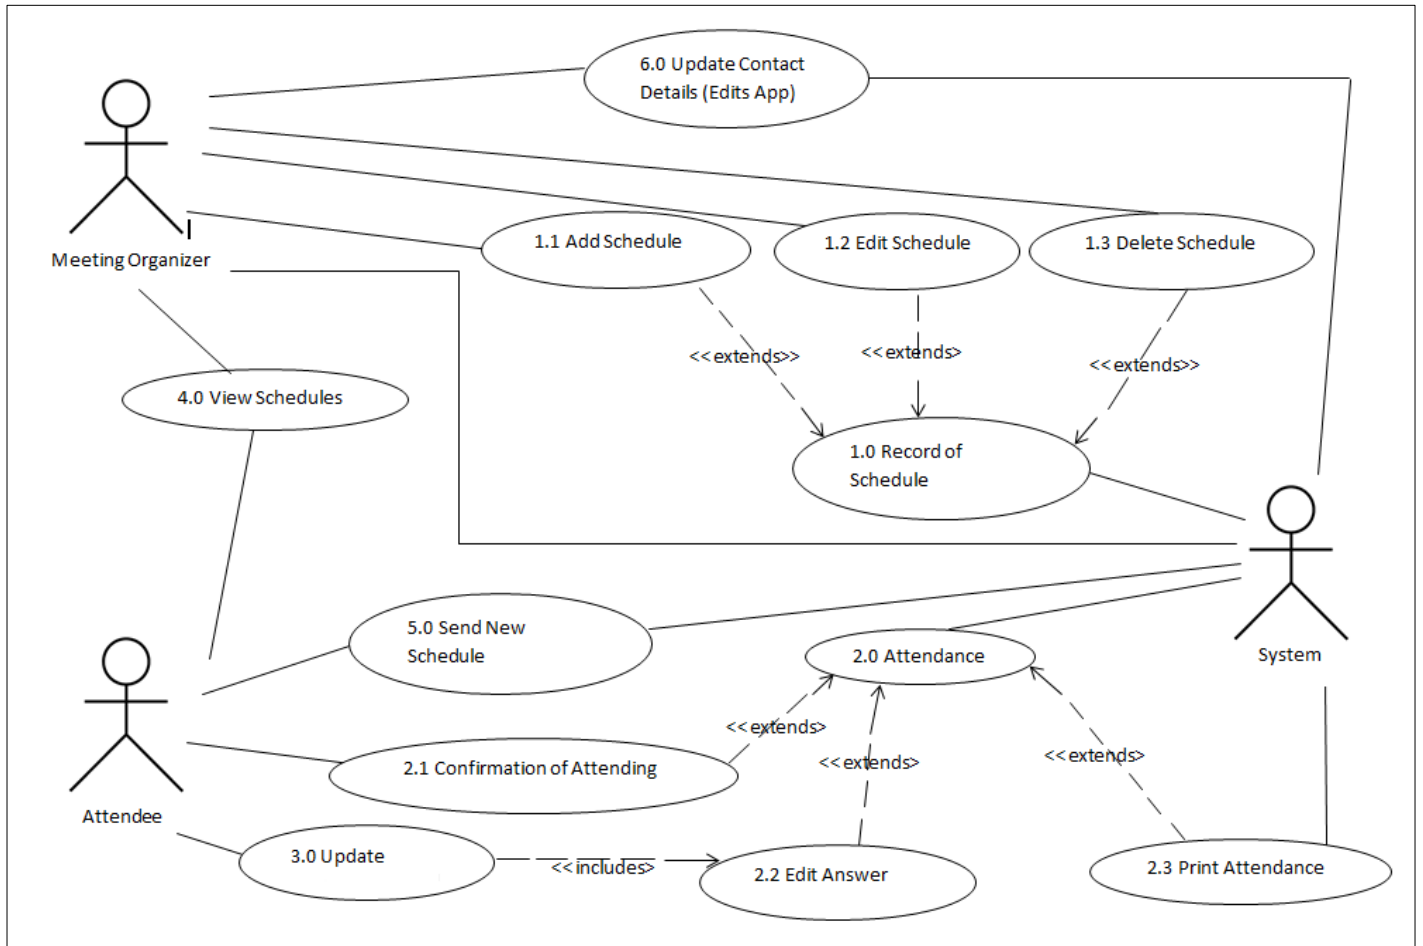 6.0 Update Contact
Details (Edits App)
Meeting Organizer
1.1 Add Schedule
1.2 Edit Schedule
1.3 Delete Schedule
<<extends>>
<<extends>
<<extends>>
4.0 View Schedules
1.0 Record of
Schedule
System
5.0 Send New
Schedule
2.0 Attendance
<<extends>
<<extends>
<<extends>
2.1 Confirmation of Attending
Attendee
3.0 Update
<<includes>
2.2 Edit Answer
2.3 Print Attendance